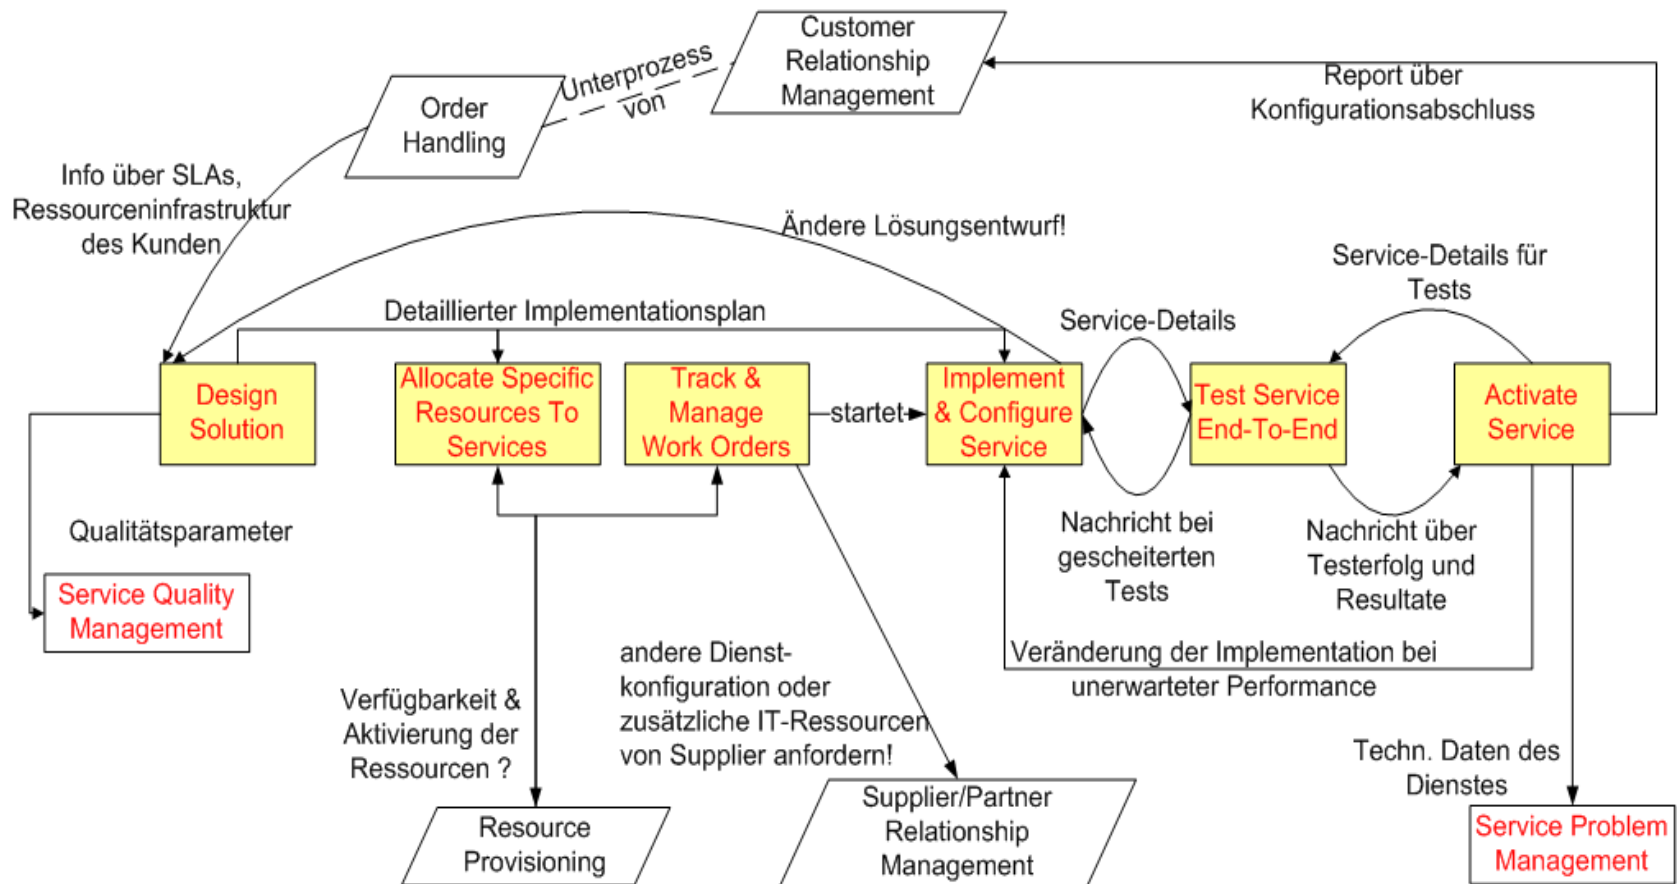 Customer
Relationship
Management
Unterprozess
von
Order
Handling
Report über
Konfigurationsabschluss
Info über SLAs,
Ressourceninfrastruktur
des Kunden
Ändere Lösungsentwurf!
Service-Details für
Tests
Detaillierter Implementationsplan
Service-Details
Design
Solution
Allocate Specific
Resources To
Services
Track &
Manage
Work Orders
startet
Implement
& Configure
Service
Test Service
End-To-End
Activate
Service
Qualitätsparameter
Nachricht bei
gescheiterten
Tests
Nachricht über
Testerfolg und
Resultate
Service Quality
Management
andere Dienst-
konfiguration oder
zusätzliche IT-Ressourcen
von Supplier anfordern!
Veränderung der Implementation bei
unerwarteter Performance
Verfügbarkeit &
Aktivierung der
Ressourcen ?
Techn. Daten des
Dienstes
Resource
Provisioning
Supplier/Partner
Relationship
Management
Service Problem
Management